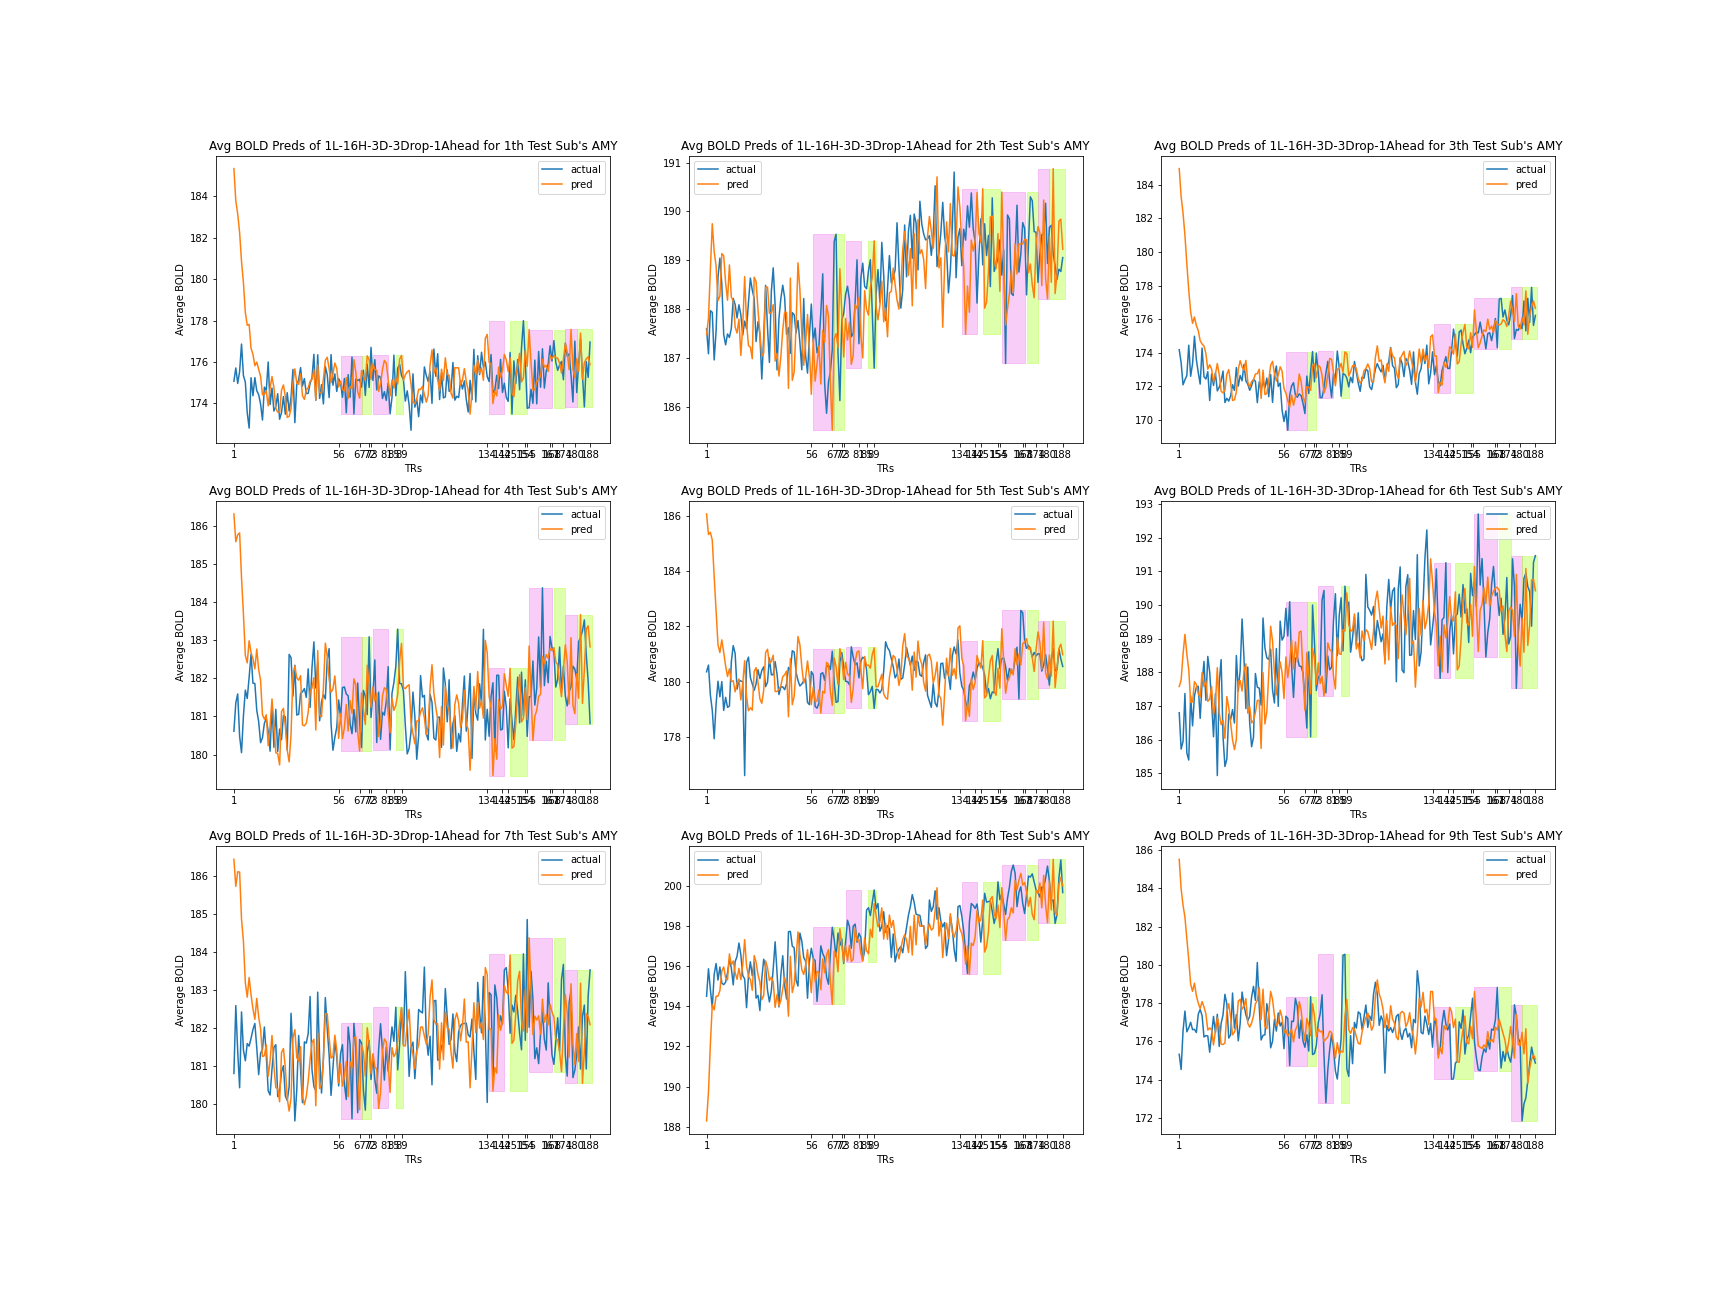 Avg BOLD Preds of 1L-16H-3D-3Drop-1Ahead for 1th Test Sub's AMY
Average BOLD
184
182
180
178
176
174
actual
pred
1 56 89
188
TRs
Avg BOLD Preds of 1L-16H-3D-3Drop-1Ahead for 2th Test Sub's AMY
Average BOLD
191
190
189
188
187
186
actual
pred
1 56 89
188
TRs
Avg BOLD Preds of 1L-16H-3D-3Drop-1Ahead for 3th Test Sub's AMY
Average BOLD
184
182
180
178
176
174
172
170
actual
pred
1 56 89
188
TRs
Avg BOLD Preds of 1L-16H-3D-3Drop-1Ahead for 4th Test Sub's AMY
Average BOLD
186
185
184
183
182
181
180
actual
pred
1 56 89
188
TRs
Avg BOLD Preds of 1L-16H-3D-3Drop-1Ahead for 5th Test Sub's AMY
Average BOLD
186
184
182
180
178
actual
pred
1 56 89
188
TRs
Avg BOLD Preds of 1L-16H-3D-3Drop-1Ahead for 6th Test Sub's AMY
Average BOLD
193
192
191
190
189
188
187
186
185
actual
pred
1 56 89
188
TRs
Avg BOLD Preds of 1L-16H-3D-3Drop-1Ahead for 7th Test Sub's AMY
Average BOLD
186
185
184
183
182
181
180
actual
pred
1 56 89
188
TRs
Avg BOLD Preds of 1L-16H-3D-3Drop-1Ahead for 8th Test Sub's AMY
Average BOLD
200
198
196
194
192
190
188
actual
pred
1 56 89
188
TRs
Avg BOLD Preds of 1L-16H-3D-3Drop-1Ahead for 9th Test Sub's AMY
Average BOLD
186
184
182
180
178
176
174
172
actual
pred
1 56 89
188
TRs